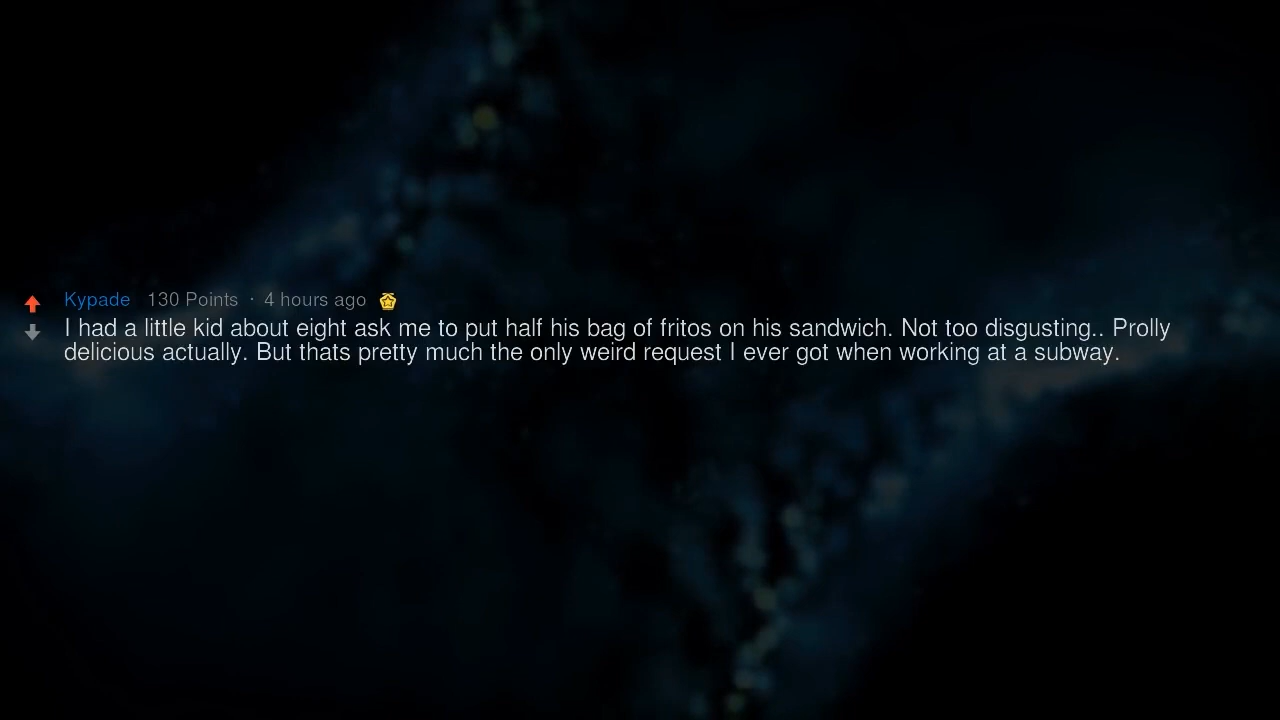 Kypade 130 Points · 4 hours ago
I had a little kid about eight ask me to put half his bag of fritos on his sandwich. Not too disgusting.. Prolly
delicious actually. But thats pretty much the only weird request I ever got when working at a subway.